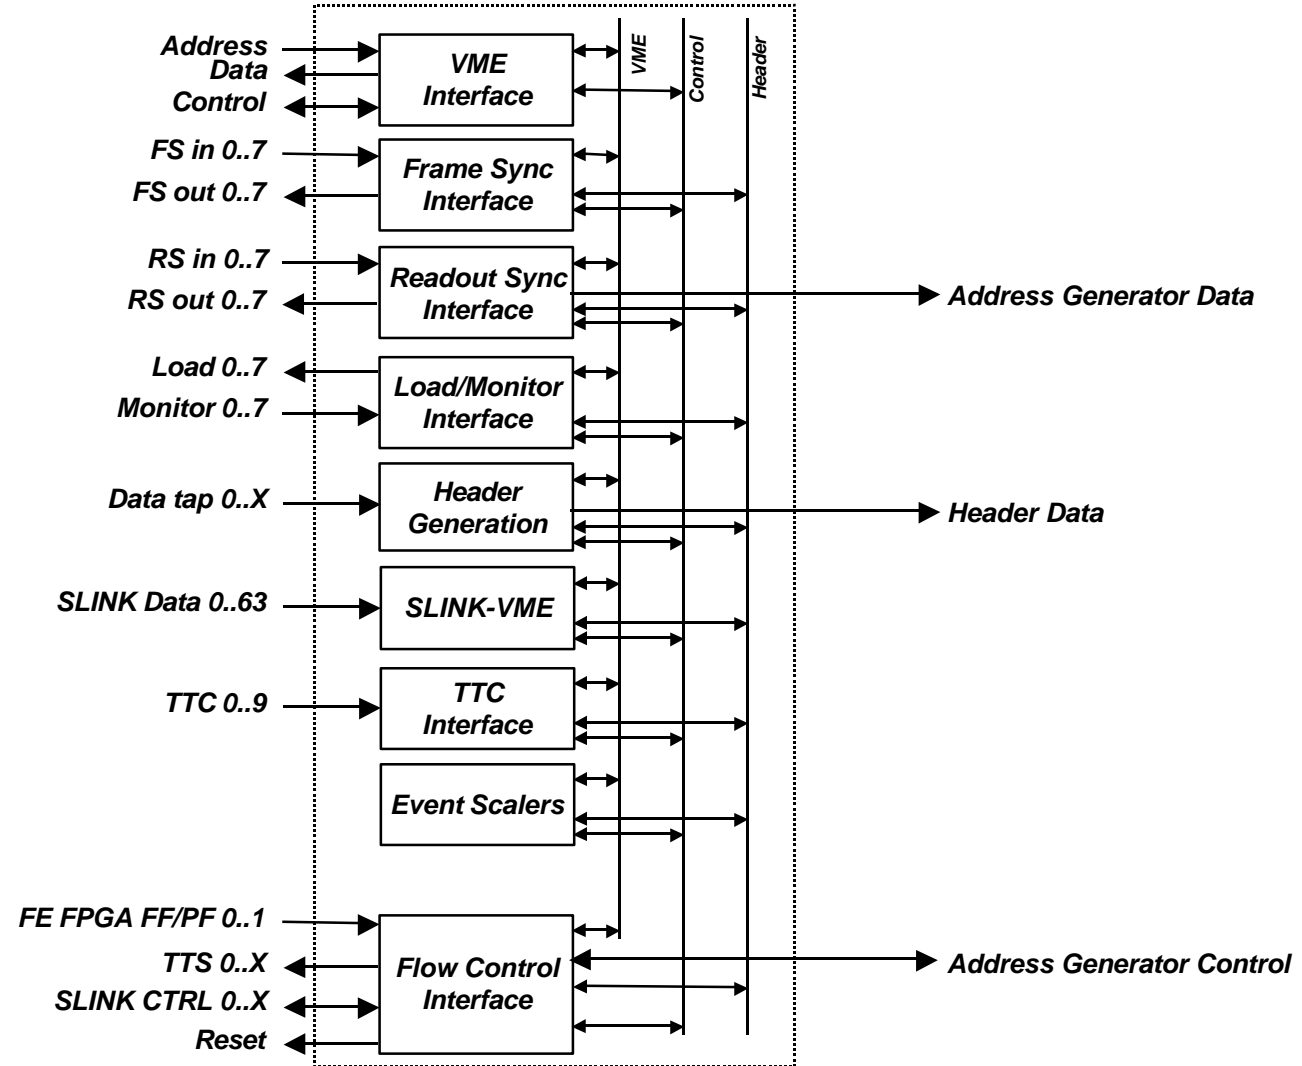 Address
Data
Control
VME
Interface
VME
Control
Header
FS in 0..7
FS out 0..7
Frame Sync
Interface
RS in 0..7
RS out 0..7
Readout Sync
Interface
Address Generator Data
Load 0..7
Monitor 0..7
Load/Monitor
Interface
Data tap 0..X
Header
Generation
Header Data
SLINK Data 0..63
SLINK-VME
TTC 0..9
TTC
Interface
Event Scalers
FE FPGA FF/PF 0..1
TTS 0..X
SLINK CTRL 0..X
Reset
Flow Control
Interface
Address Generator Control